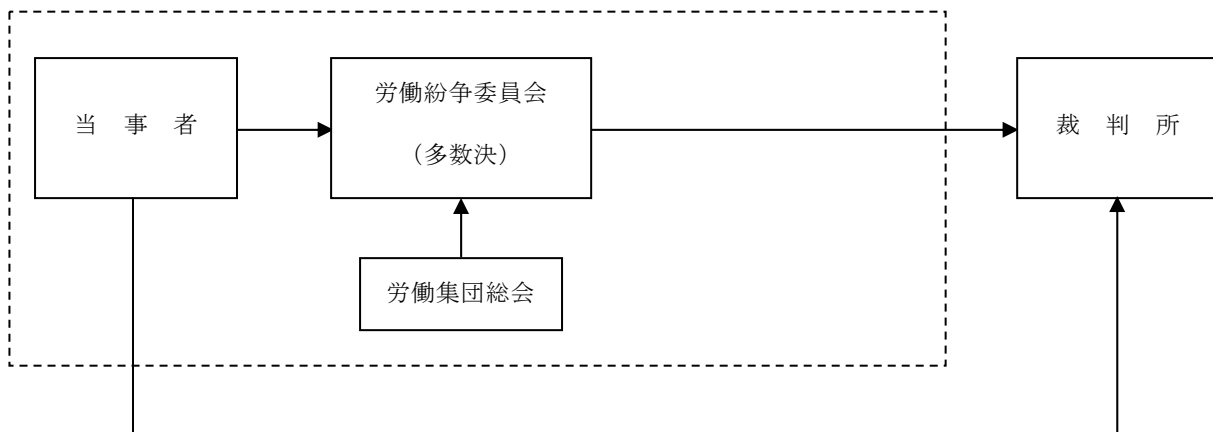 当 事 者
労働紛争委員会
（多数決）
裁 判 所
労働集団総会